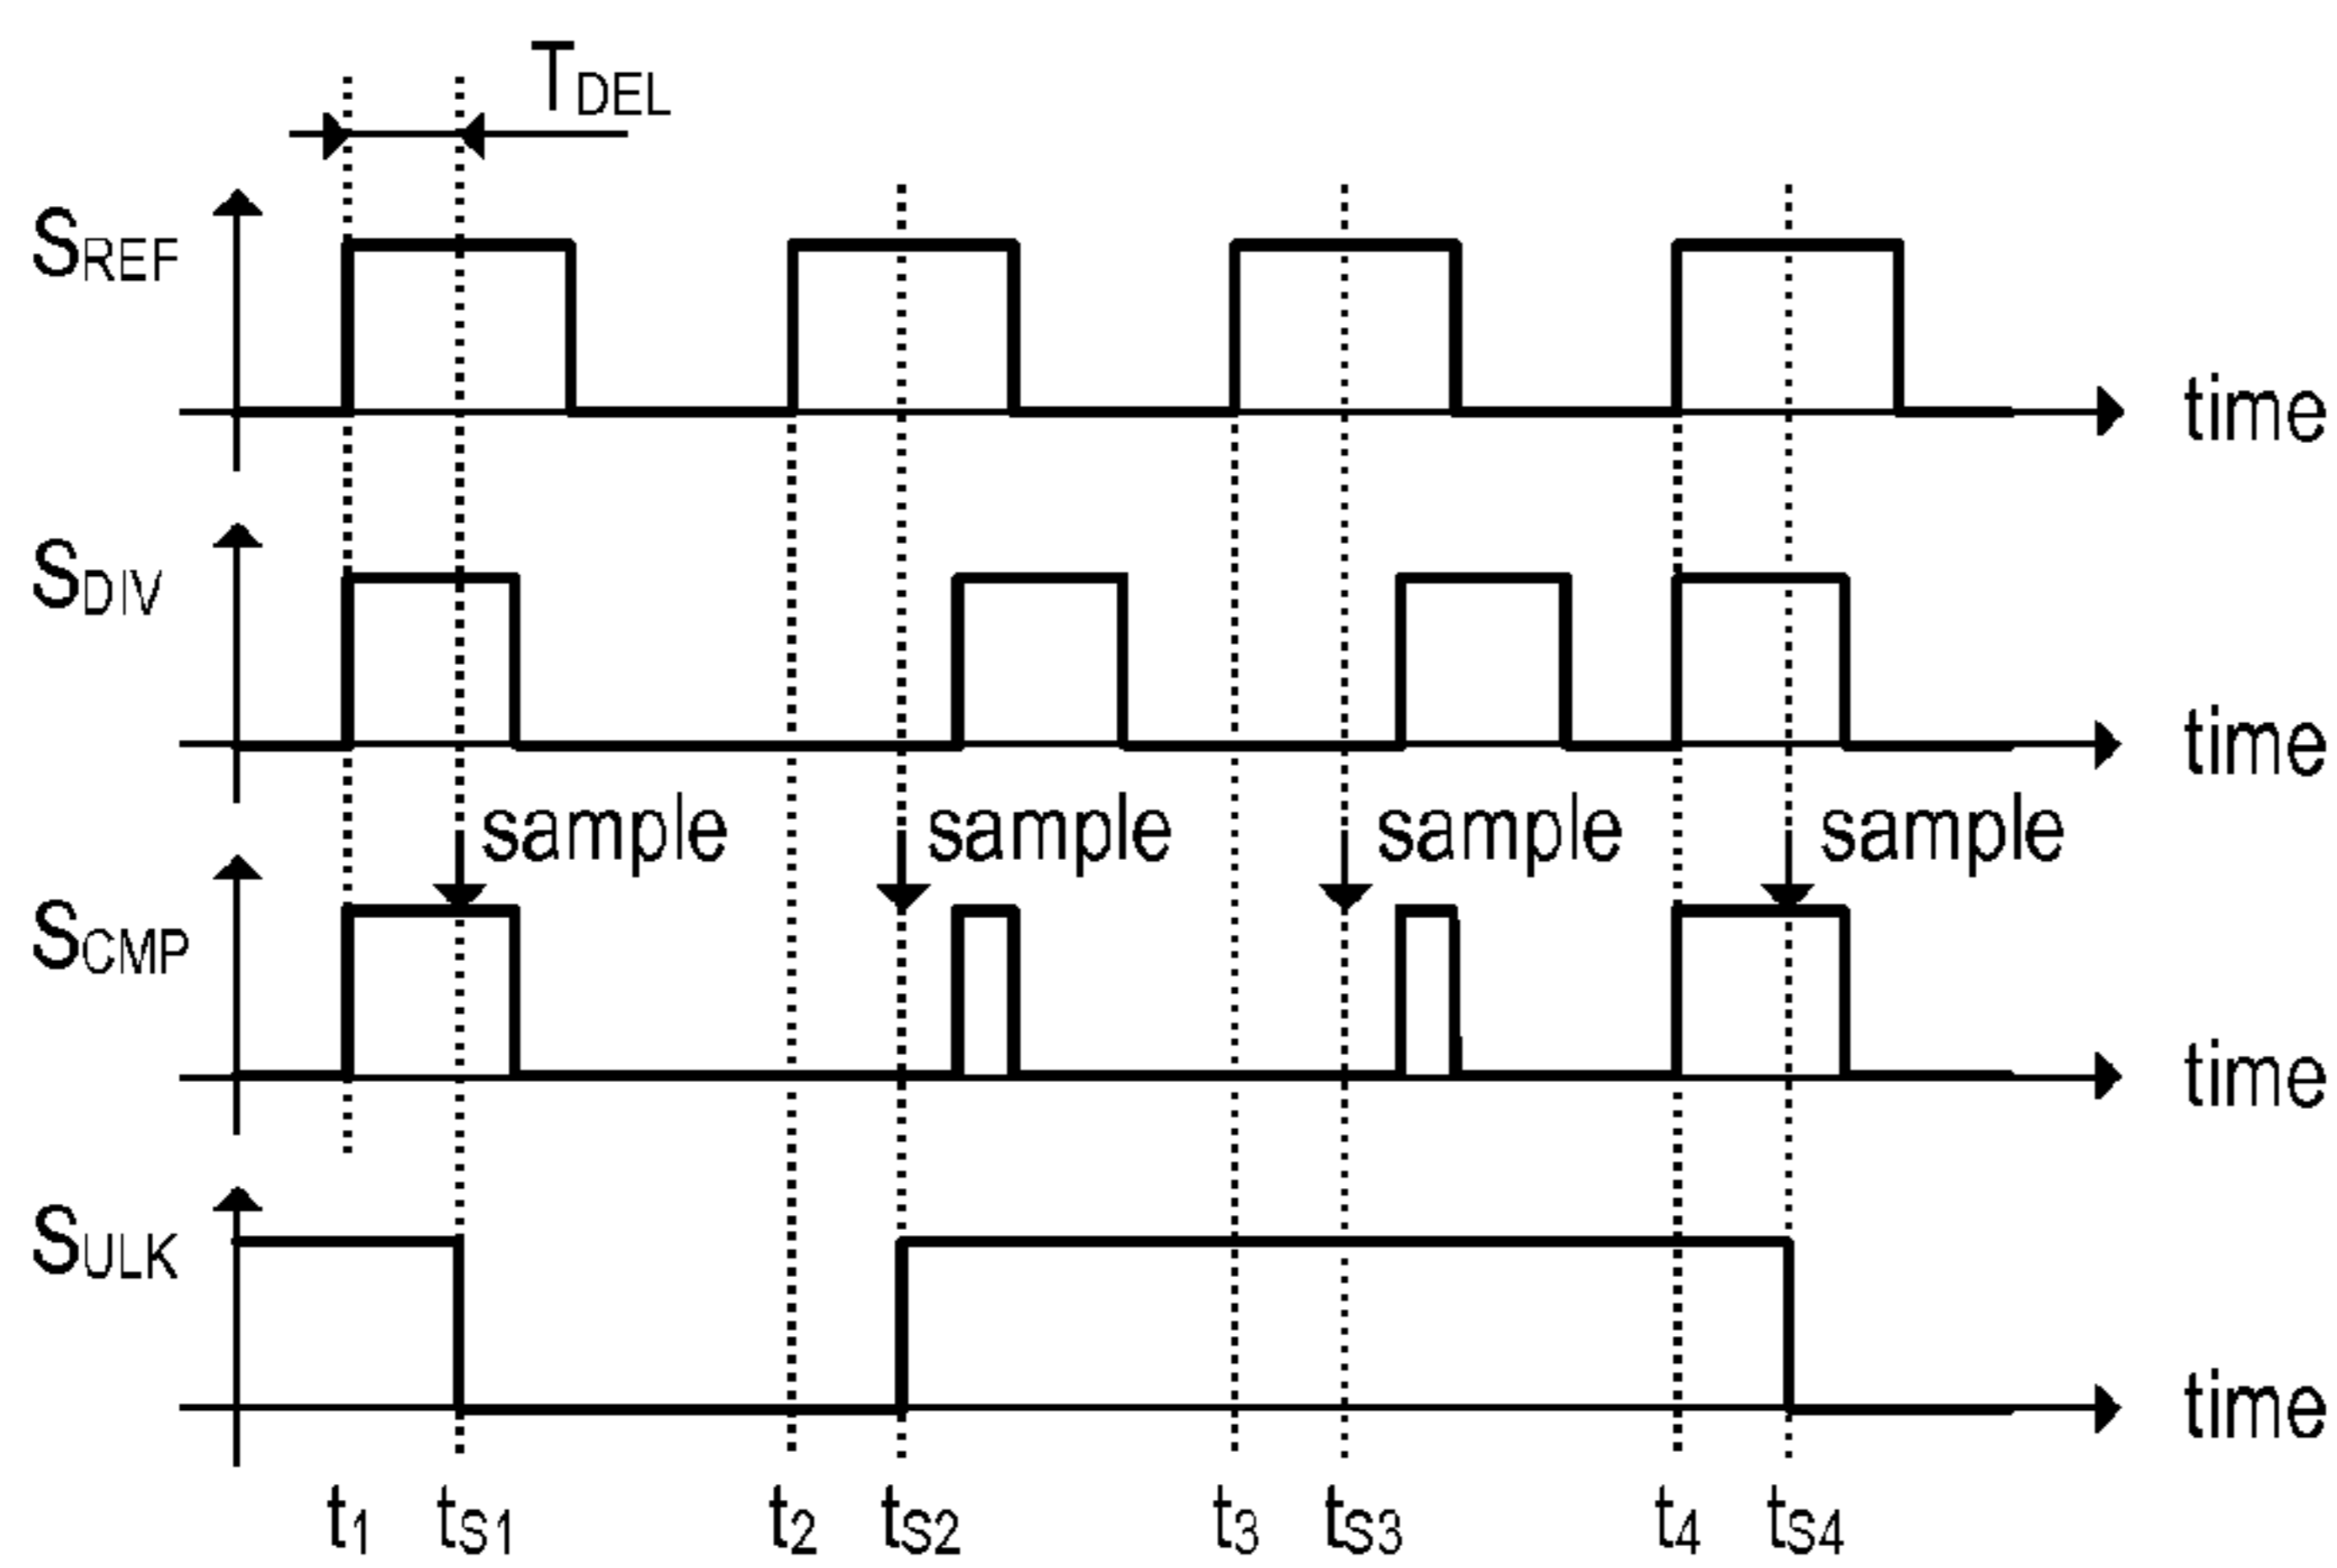 TDEL
SREF
time
SDIV
time
sample sample sample sample
SCMP
time
SULK
time
t1 tS1 t2 tS2 t3 tS3 t4 tS4